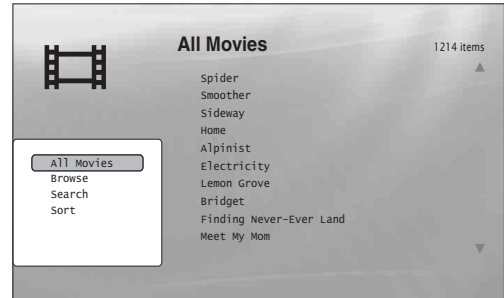 All Movies
1214 items
Spider
Smoother
Sideway
Home
Alpinist
Electricity
Lemon Grove
Bridget
Finding Never-Ever Land
Meet My Mom
All Movies
Browse
Search
Sort